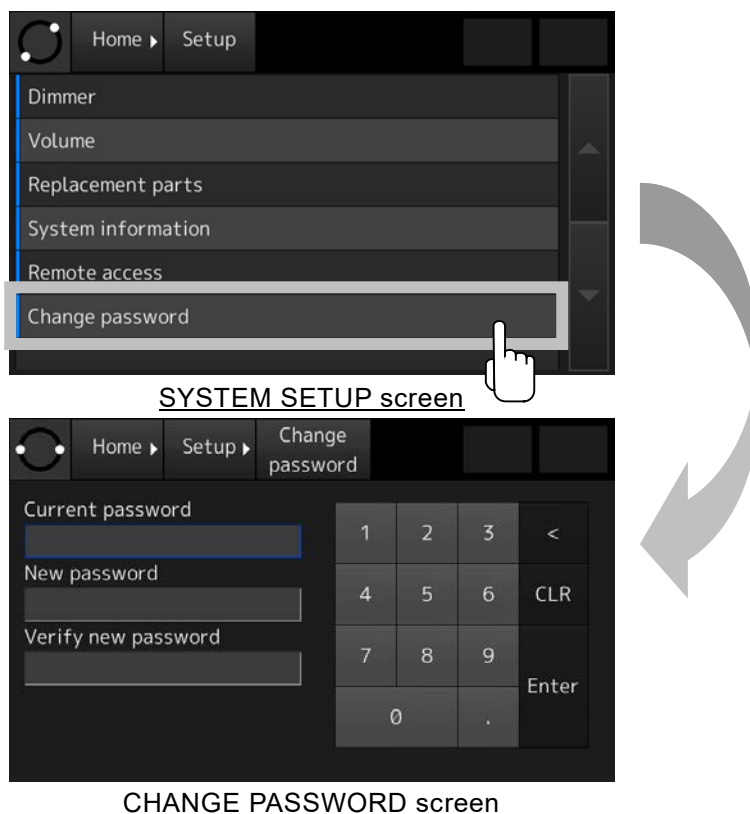 Home Setup
Dimmer
Volume
Replacement parts
System information
Remote access
Change password
SYSTEM SETUP screen
Home Setup Change
password
Current password
New password
Verify new password
1 2 3 <
4 5 6 CLR
7 8 9
Enter
0 .
CHANGE PASSWORD screen